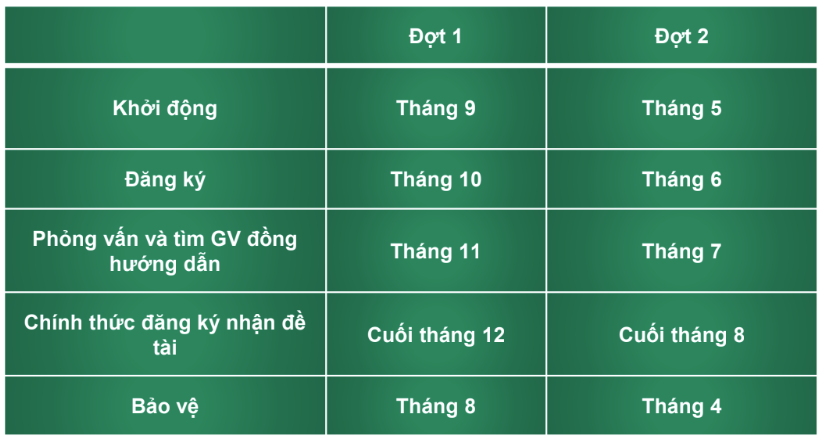 Đợt 1 Đợt 2
Khởi động Tháng 9 Tháng 5
Đăng ký Tháng 10 Tháng 6
Phỏng vấn và tìm GV đồng
hướng dẫn Tháng 11 Tháng 7
Chính thức đăng ký nhận đề
tài Cuối tháng 12 Cuối tháng 8
Bảo vệ Tháng 8 Tháng 4